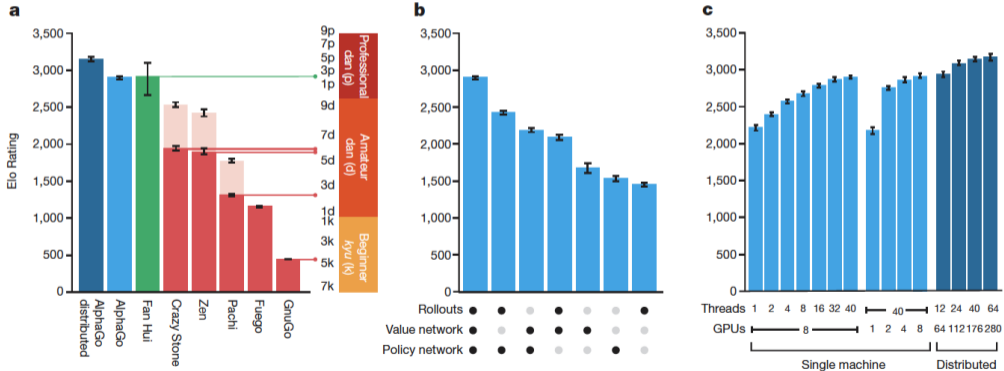 a
Elo Rating
3,500
3,000
2,500
2,000
1,500
1,000
500
0
AlphaGo
distributed
AlphaGo
Fan Hui
Crazy Stone
Zen
Pachi
Fuego
GnuGo
9p
7p
5p
3p
1p
9d
7d
5d
3d
1d
1k
3k
5k
7k
Professional
dan (p)
Amateur
dan (d)
Beginner
kyu (k)
b
3,500
3,000
2,500
2,000
1,500
1,000
500
0
Rollouts
Value network
Policy network
c
3,500
3,000
2,500
2,000
1,500
1,000
500
0
Threads 1 2 4 8 16 32 40 40 12 24 40 64
GPUs 8 1 2 4 8 64 112 176 280
Single machine Distributed